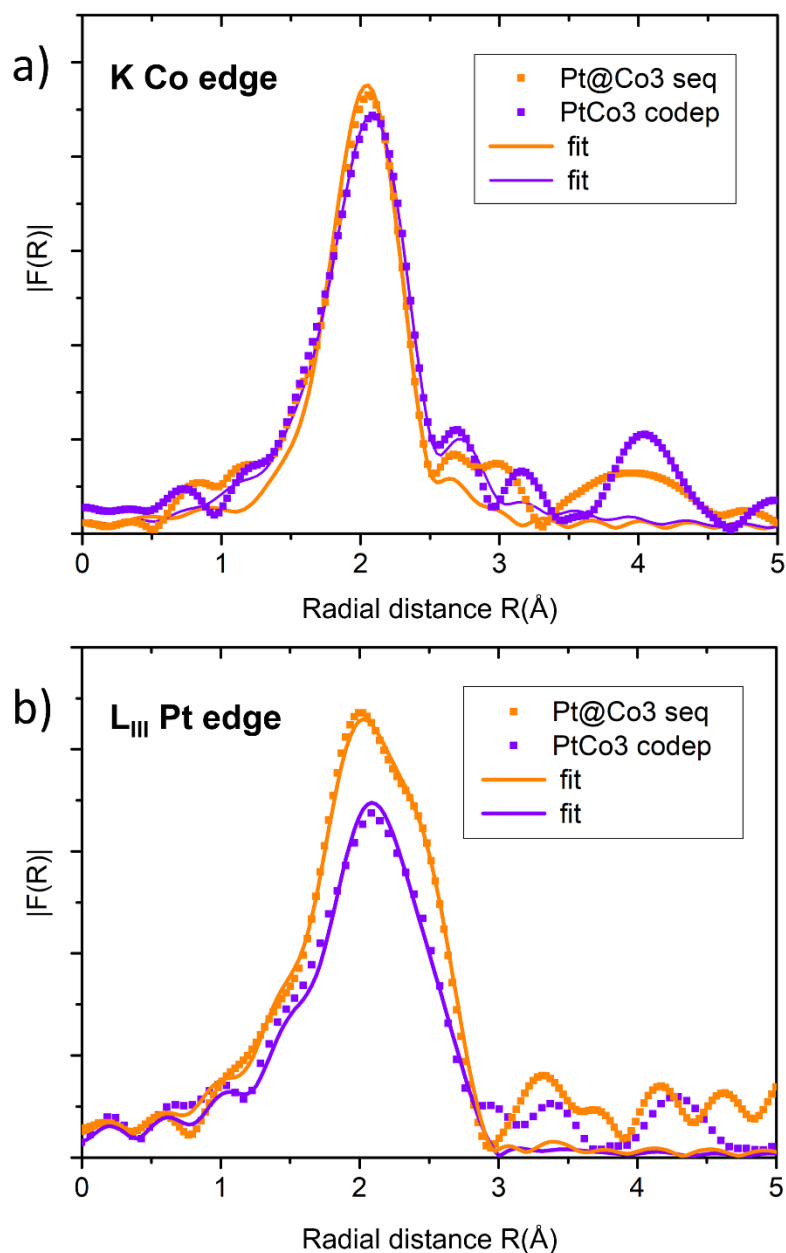 a)
K Co edge
Pt@Co3 seq
PtCo3 codep
fit
fit
|F(R)|
0 1 2 3 4 5
Radial distance R(Å)
b)
LIII Pt edge
Pt@Co3 seq
PtCo3 codep
fit
fit
|F(R)|
0 1 2 3 4 5
Radial distance R(Å)